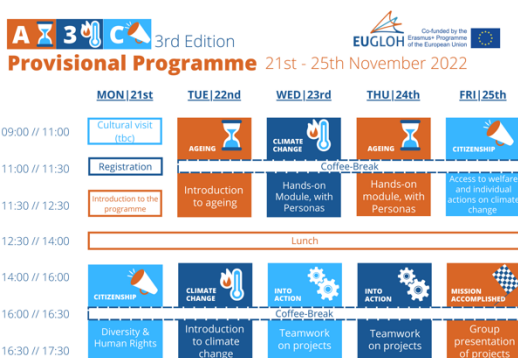 A 3 C 3rd Edition
EUGLOH
Co-funded by the
Erasmus+ Programme
of the European Union
Provisional Programme 21st - 25th November 2022
MON|21st TUE|22nd WED|23rd THU|24th FRI|25th
09:00 // 11:00
Cultural visit
(tbc)
AGEING
CLIMATE
CHANGE
AGEING
CITIZENSHIP
11:00 // 11:30
Registration
Coffee-Break
11:30 // 12:30
Introduction to the
programme
Introduction
to ageing
Hands-on
Module, with
Personas
Hands-on
module, with
Personas
Access to welfare
and individual
actions on climate
change
12:30 // 14:00
Lunch
14:00 // 16:00
CITIZENSHIP
CLIMATE
CHANGE
INTO
ACTION
INTO
ACTION
MISSION
ACCOMPLISHED
16:00 // 16:30
Coffee-Break
16:30 // 17:30
Diversity &
Human Rights
Introduction
to climate
change
Teamwork
on projects
Teamwork
on projects
Group
presentation
of projects